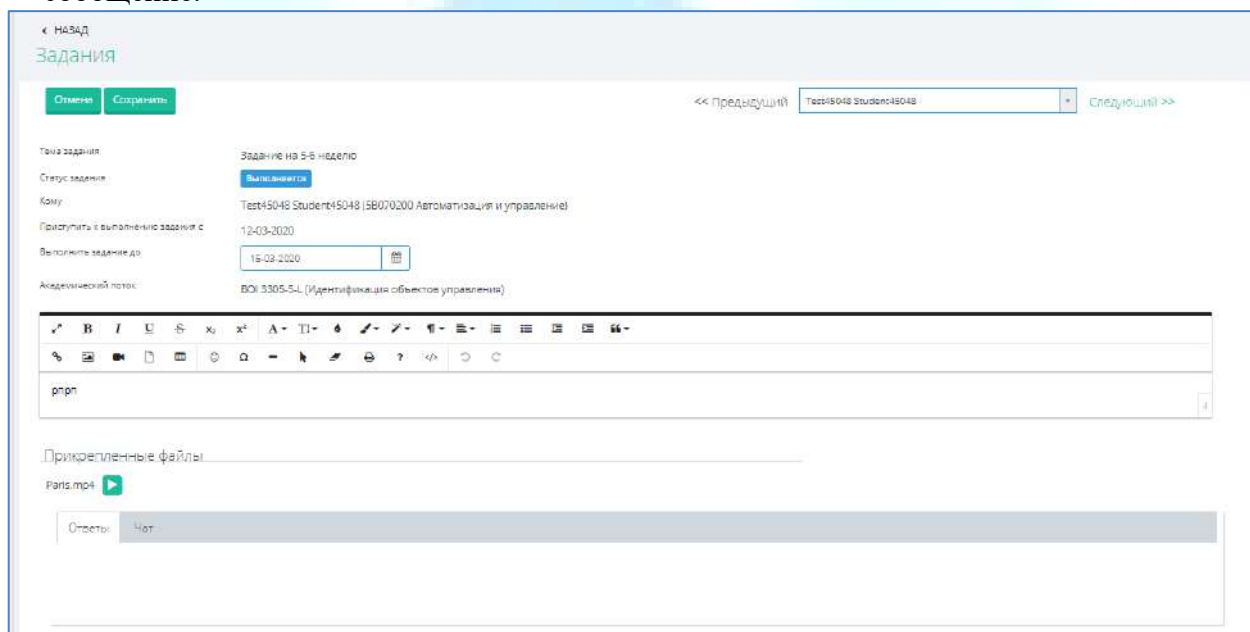 ‹ НАЗАД
Задания
Отмена Сохранить
<< Предыдущий Test45048 Student45048 Следующий >>
Тема задания Задание на 5-6 неделю
Статус задания Выполняется
Кому Test45048 Student45048 (5B070200 Автоматизация и управление)
Приступить к выполнению задания с 12-03-2020
Выполнить задание до 15-03-2020
Академический поток BOI 3305-5-L (Идентификация объектов управления)
рпрп
4
Прикрепленные файлы
Paris.mp4
Ответы Чат